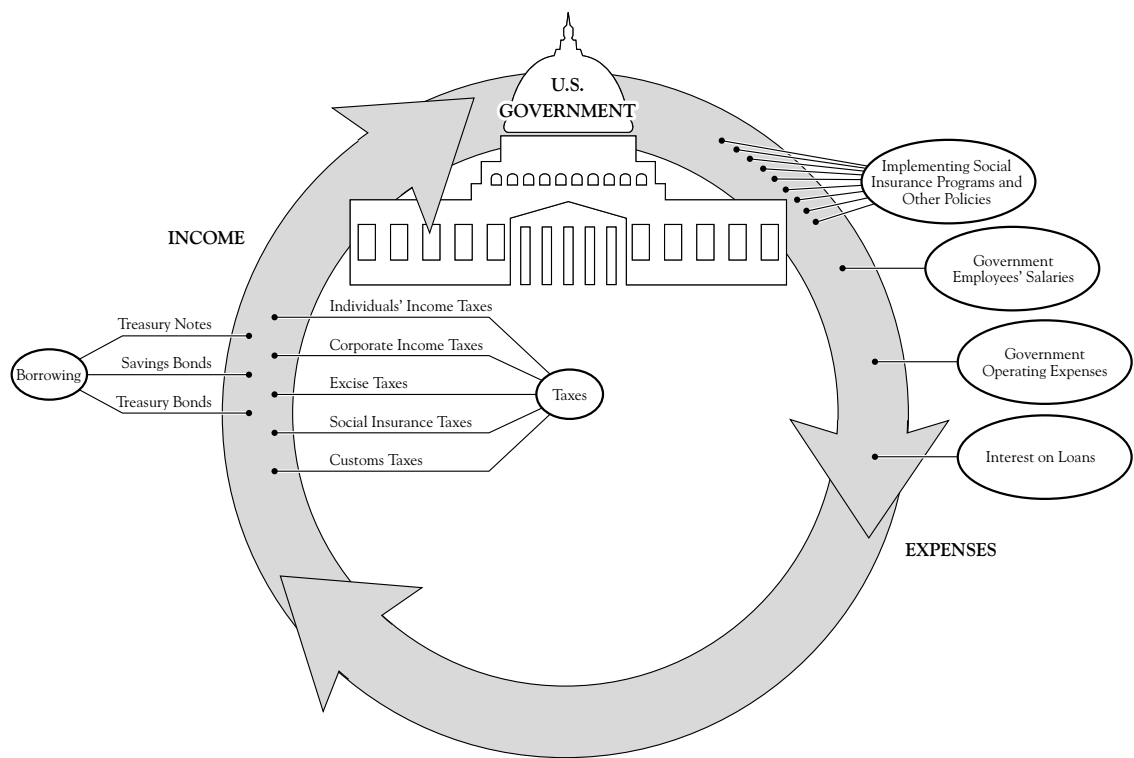 U.S.
GOVERNMENT
Implementing Social
Insurance Programs and
Other Policies
INCOME
Government
Employees' Salaries
Individuals' Income Taxes
Treasury Notes
Corporate Income Taxes
Savings Bonds
Borrowing
Excise Taxes
Taxes
Treasury Bonds
Social Insurance Taxes
Customs Taxes
Government
Operating Expenses
Interest on Loans
EXPENSES